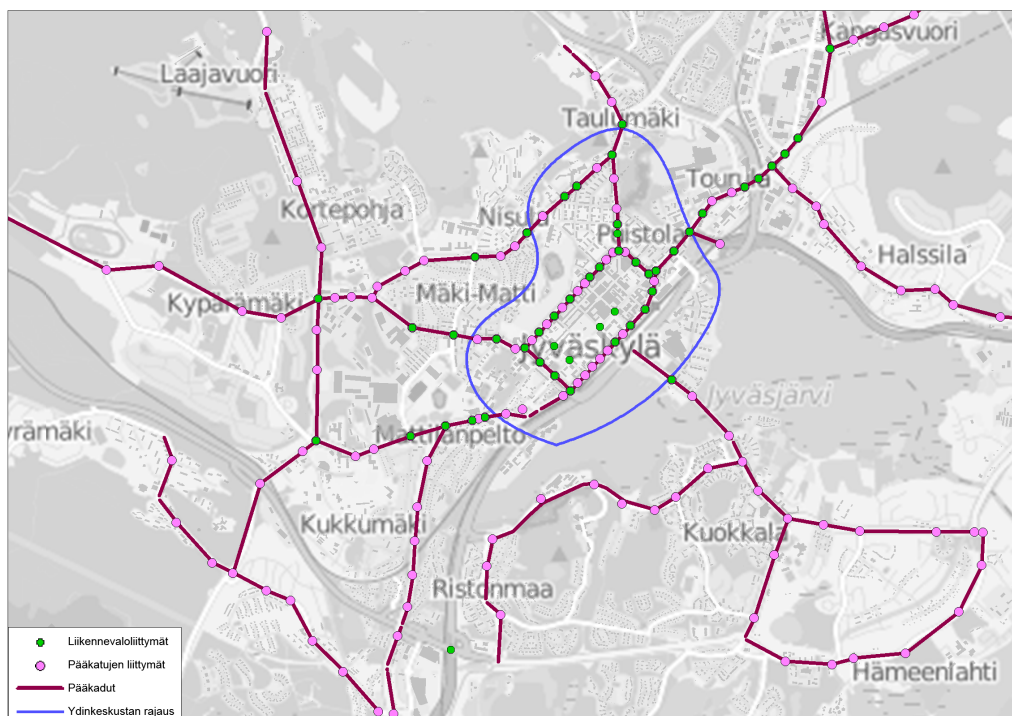 Kangasvuori
Laajavuori
Taulumäki
Tourula
Kortepohja
Nisula
Puistola
Halssila
Kypärämäki
Mäki-Matti
Jyväskylä
Jyväsjärvi
yrämäki
Mattilanpelto
Kukkumäki
Kuokkala
Ristonmaa
Hämeenlahti
Liikennevaloliittymät
Pääkatujen liittymät
Pääkadut
Ydinkeskustan rajaus